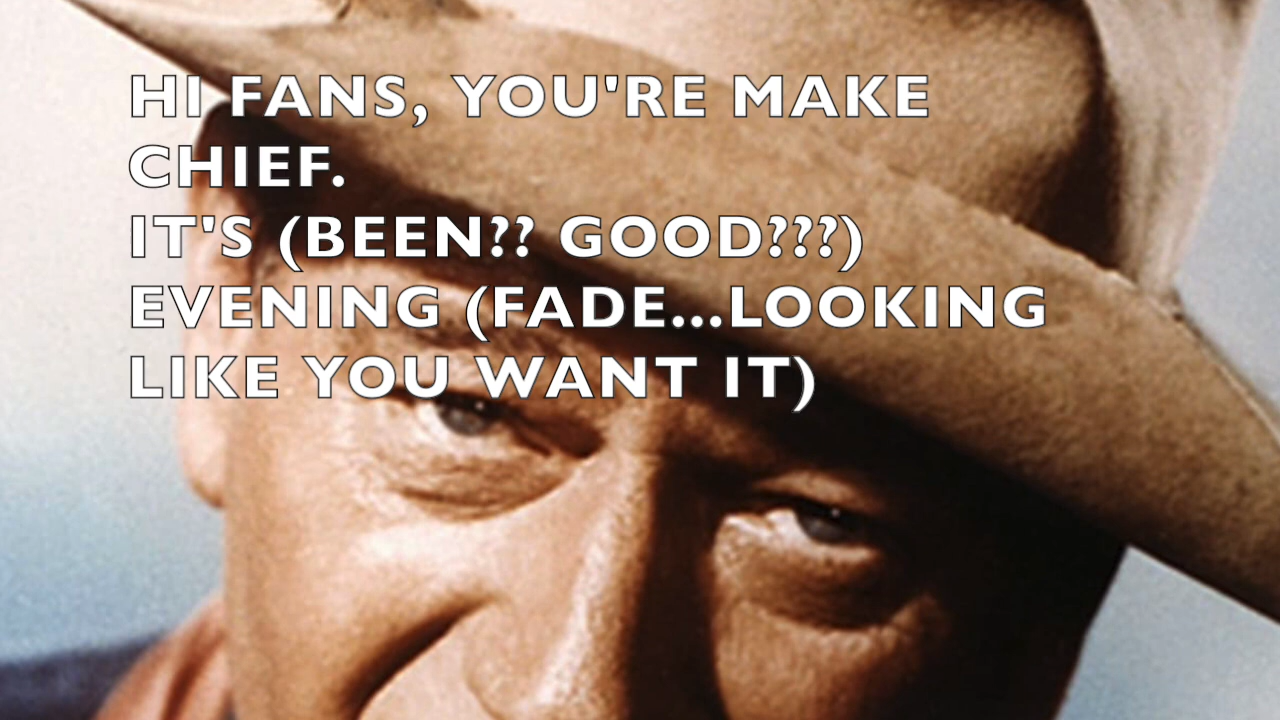 HI FANS, YOU'RE MAKE
CHIEF.
IT'S (BEEN?? GOOD???)
EVENING (FADE...LOOKING
LIKE YOU WANT IT)